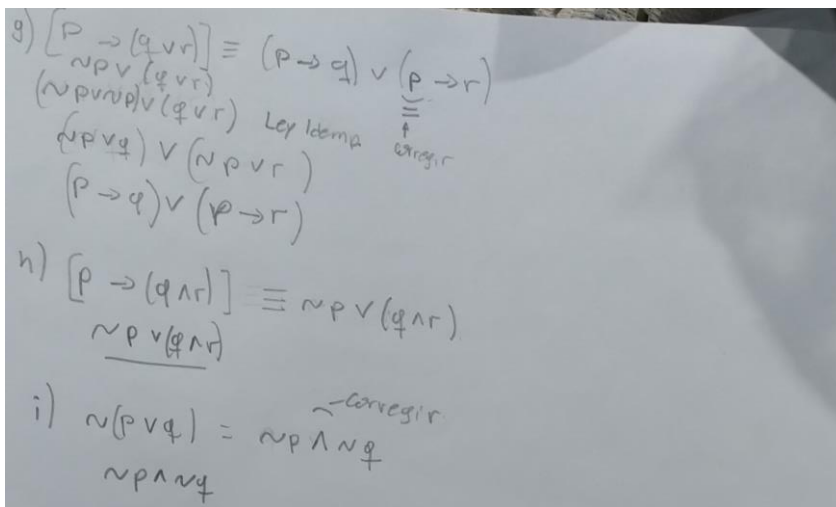 g) [p → (q ∨ r)] ≡ (p → q) ∨ (p → r)
~p ∨ (q ∨ r)
(~p ∨ ~p) ∨ (q ∨ r) Ley Idemp
corregir
(~p ∨ q) ∨ (~p ∨ r)
(p → q) ∨ (p → r)
h) [p → (q ∧ r)] ≡ ~p ∨ (q ∧ r)
~p ∨ (q ∧ r)
corregir
i) ~(p ∨ q) = ~p ∧ ~q
~p ∧ ~q